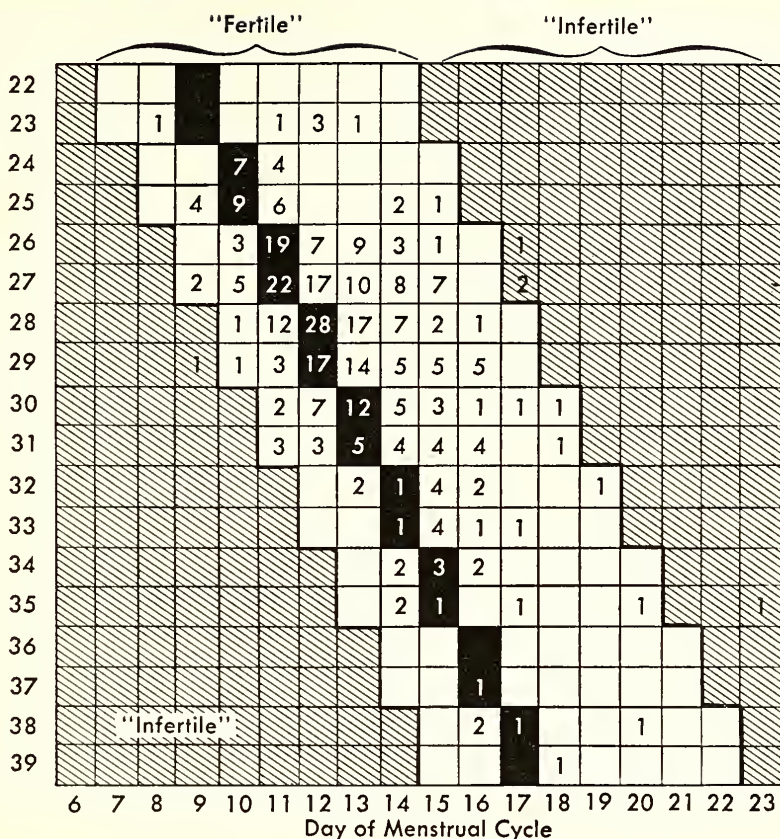 "Fertile" "Infertile"
22
23 1 1 3 1
24 7 4
25 4 9 6 2 1
26 3 19 7 9 3 1 1
27 2 5 22 17 10 8 7 2
28 1 12 28 17 7 2 1
29 1 1 3 17 14 5 5 5
30 2 7 12 5 3 1 1 1
31 3 3 5 4 4 4 1
32 2 1 4 2 1
33 1 4 1 1
34 2 3 2
35 2 1 1 1 1
36
37 1
38 "Infertile" 2 1 1
39 1
6 7 8 9 10 11 12 13 14 15 16 17 18 19 20 21 22 23
Day of Menstrual Cycle